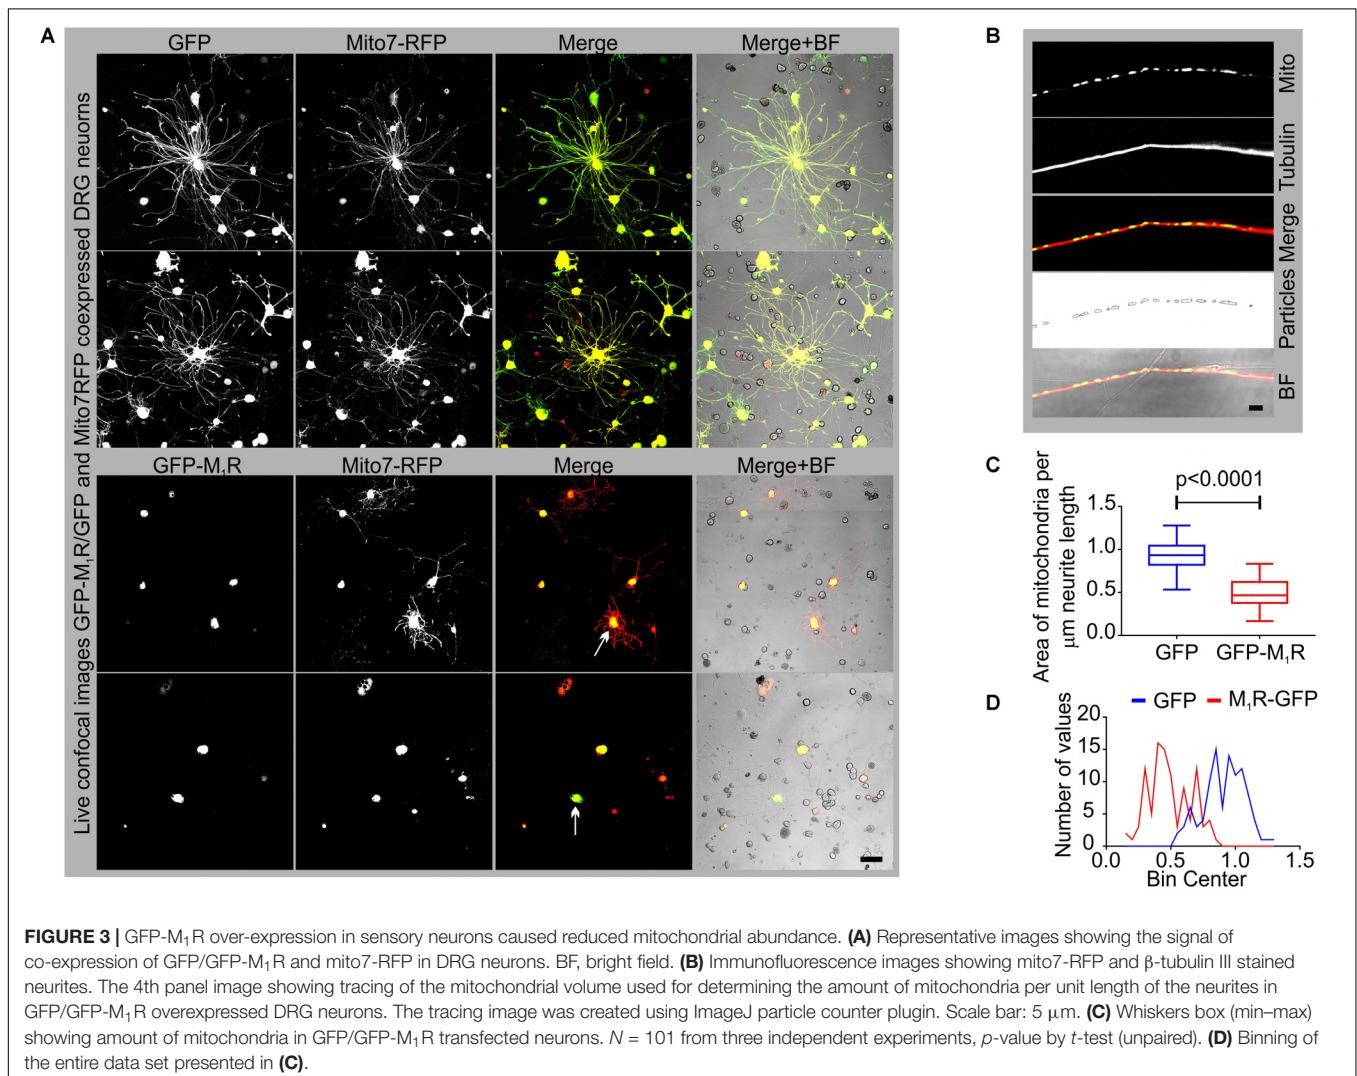 A
GFP
Mito7-RFP
Merge
Merge+BF
Live confocal images GFP-M₁R/GFP and Mito7RFP coexpressed DRG neuorns
GFP-M₁R
Mito7-RFP
Merge
Merge+BF
B
Mito
Tubulin
Merge
Particles
BF
C
p<0.0001
Area of mitochondria per
µm neurite length
1.5
1.0
0.5
0.0
GFP
GFP-M₁R
D
GFP
M₁R-GFP
Number of values
20
15
10
5
0
0.0
0.5
1.0
1.5
Bin Center
FIGURE 3 | GFP-M₁R over-expression in sensory neurons caused reduced mitochondrial abundance. (A) Representative images showing the signal of
co-expression of GFP/GFP-M₁R and mito7-RFP in DRG neurons. BF, bright field. (B) Immunofluorescence images showing mito7-RFP and β-tubulin III stained
neurites. The 4th panel image showing tracing of the mitochondrial volume used for determining the amount of mitochondria per unit length of the neurites in
GFP/GFP-M₁R overexpressed DRG neurons. The tracing image was created using ImageJ particle counter plugin. Scale bar: 5 µm. (C) Whiskers box (min–max)
showing amount of mitochondria in GFP/GFP-M₁R transfected neurons. N = 101 from three independent experiments, p-value by t-test (unpaired). (D) Binning of
the entire data set presented in (C).